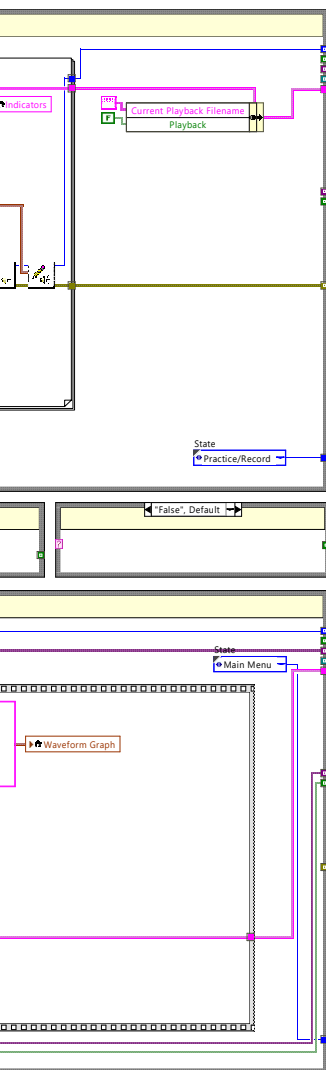 Indicators
Current Playback Filename
F
Playback
State
Practice/Record
"False", Default
?
State
Main Menu
Waveform Graph